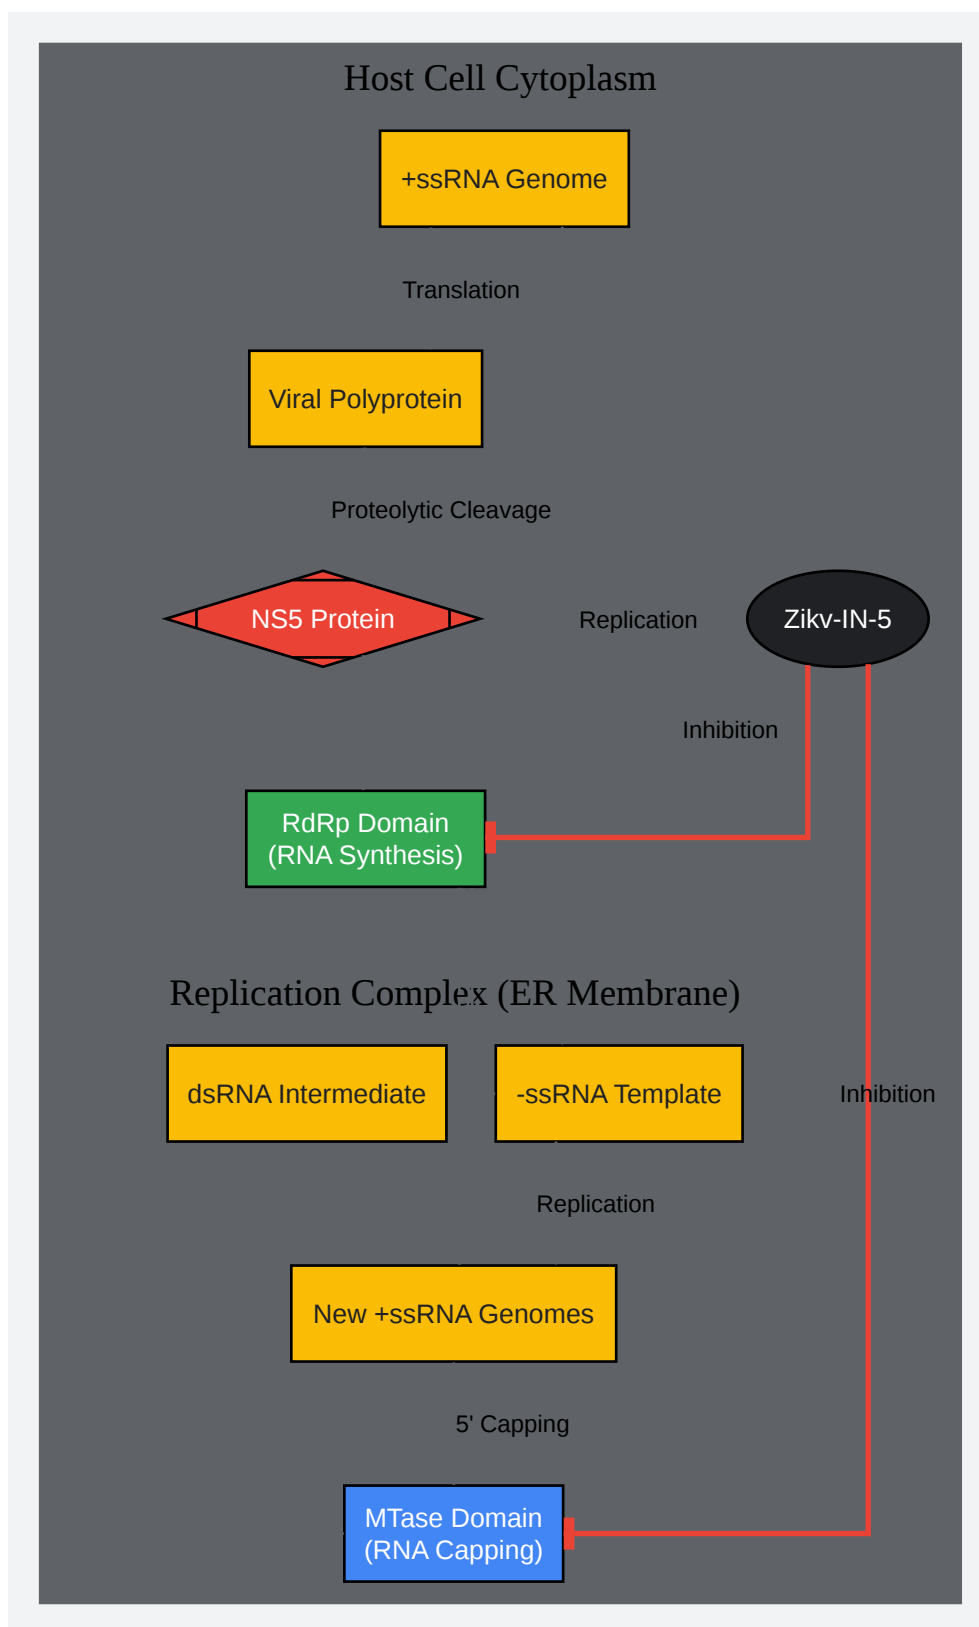 Host Cell Cytoplasm
+ssRNA Genome
Translation
Viral Polyprotein
Proteolytic Cleavage
NS5 Protein
Replication
Zikv-IN-5
Inhibition
RdRp Domain
(RNA Synthesis)
Replication Complex (ER Membrane)
dsRNA Intermediate
-ssRNA Template
Inhibition
Replication
New +ssRNA Genomes
5' Capping
MTase Domain
(RNA Capping)